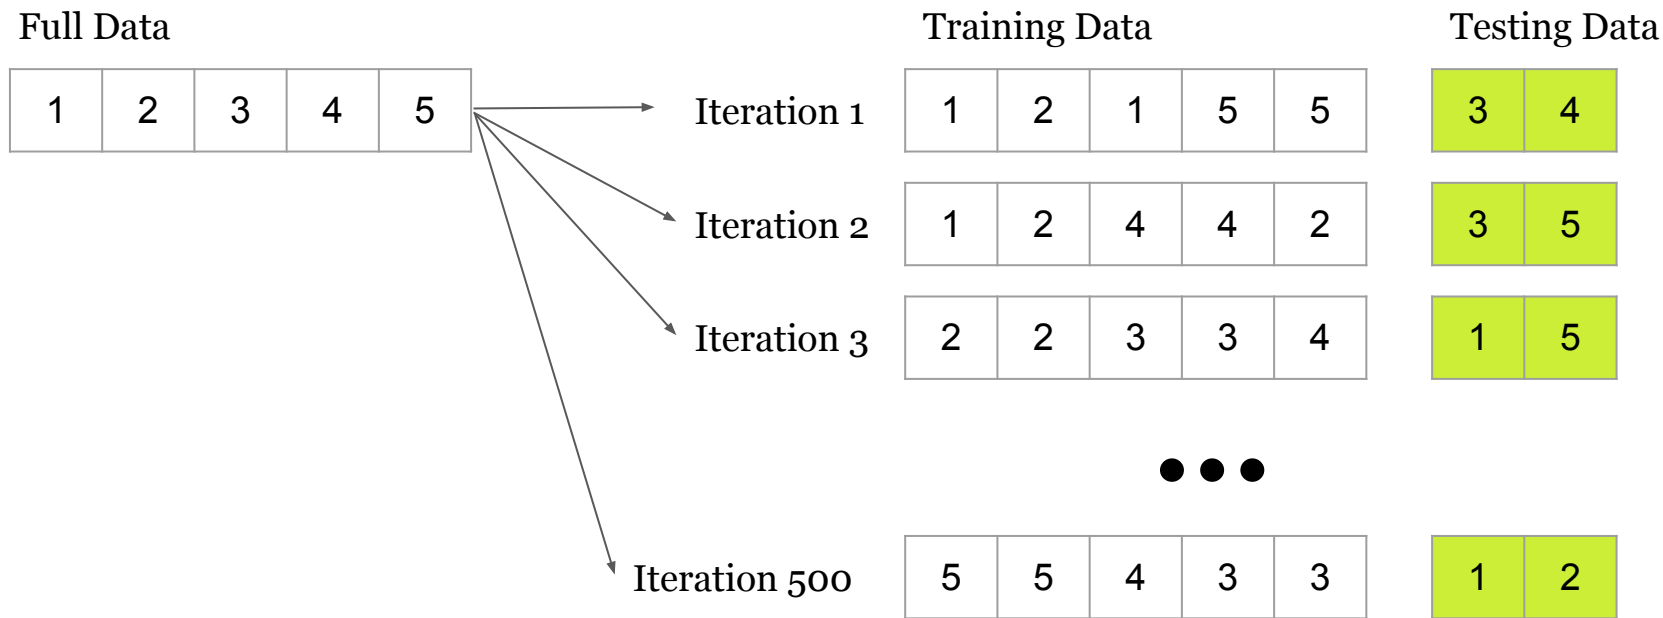 Full Data Training Data Testing Data
1 2 3 4 5 Iteration 1 1 2 1 5 5 3 4
Iteration 2 1 2 4 4 2 3 5
Iteration 3 2 2 3 3 4 1 5
Iteration 500 5 5 4 3 3 1 2